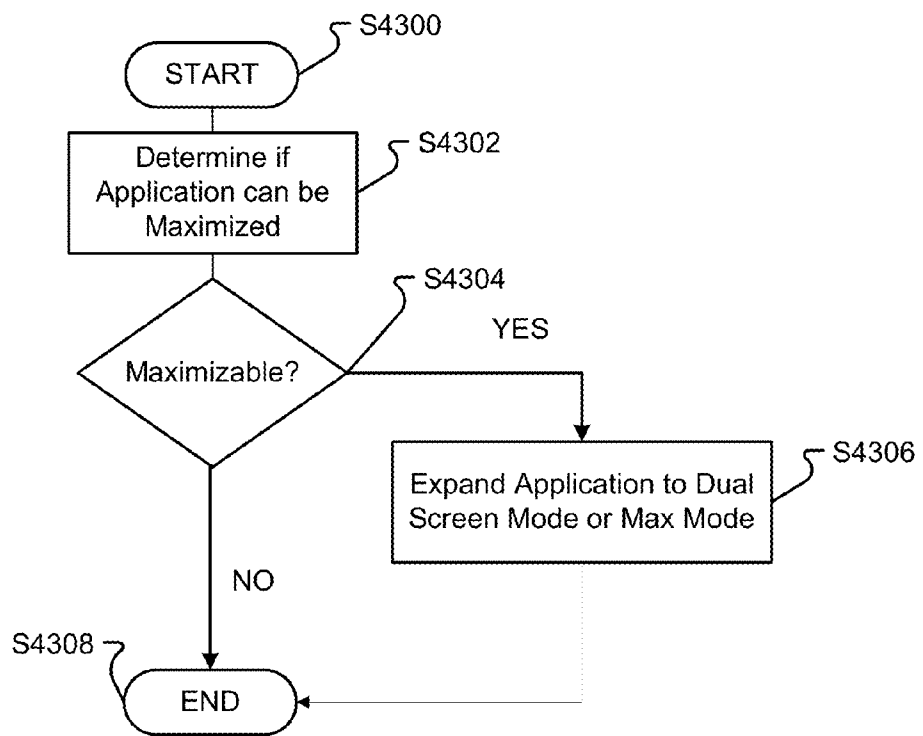 S4300
START
S4302
Determine if
Application can be
Maximized
S4304
YES
Maximizable?
S4306
Expand Application to Dual
Screen Mode or Max Mode
NO
S4308
END